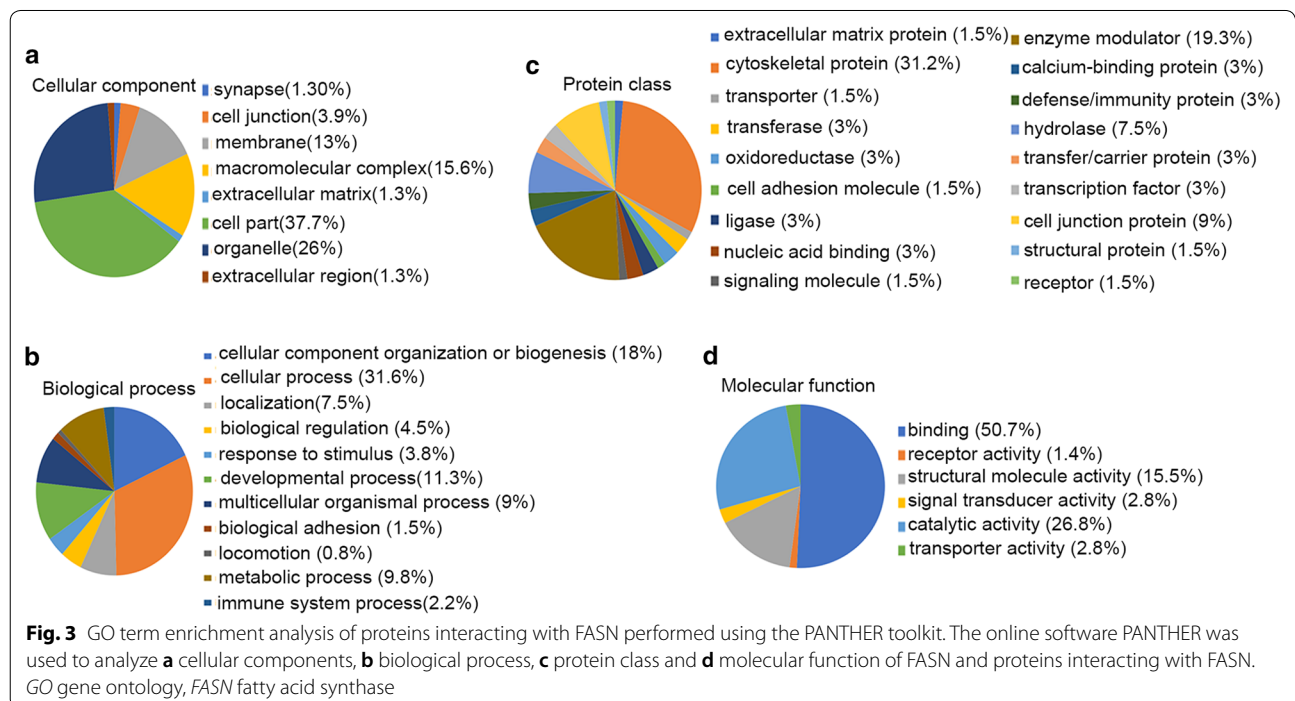 a
Cellular component
synapse(1.30%)
cell junction(3.9%)
membrane(13%)
macromolecular complex(15.6%)
extracellular matrix(1.3%)
cell part(37.7%)
organelle(26%)
extracellular region(1.3%)
c
Protein class
extracellular matrix protein (1.5%)
cytoskeletal protein (31.2%)
transporter (1.5%)
transferase (3%)
oxidoreductase (3%)
cell adhesion molecule (1.5%)
ligase (3%)
nucleic acid binding (3%)
signaling molecule (1.5%)
enzyme modulator (19.3%)
calcium-binding protein (3%)
defense/immunity protein (3%)
hydrolase (7.5%)
transfer/carrier protein (3%)
transcription factor (3%)
cell junction protein (9%)
structural protein (1.5%)
receptor (1.5%)
b
Biological process
cellular component organization or biogenesis (18%)
cellular process (31.6%)
localization(7.5%)
biological regulation (4.5%)
response to stimulus (3.8%)
developmental process(11.3%)
multicellular organismal process (9%)
biological adhesion (1.5%)
locomotion (0.8%)
metabolic process (9.8%)
immune system process(2.2%)
d
Molecular function
binding (50.7%)
receptor activity (1.4%)
structural molecule activity (15.5%)
signal transducer activity (2.8%)
catalytic activity (26.8%)
transporter activity (2.8%)
Fig. 3 GO term enrichment analysis of proteins interacting with FASN performed using the PANTHER toolkit. The online software PANTHER was
used to analyze a cellular components, b biological process, c protein class and d molecular function of FASN and proteins interacting with FASN.
GO gene ontology, FASN fatty acid synthase